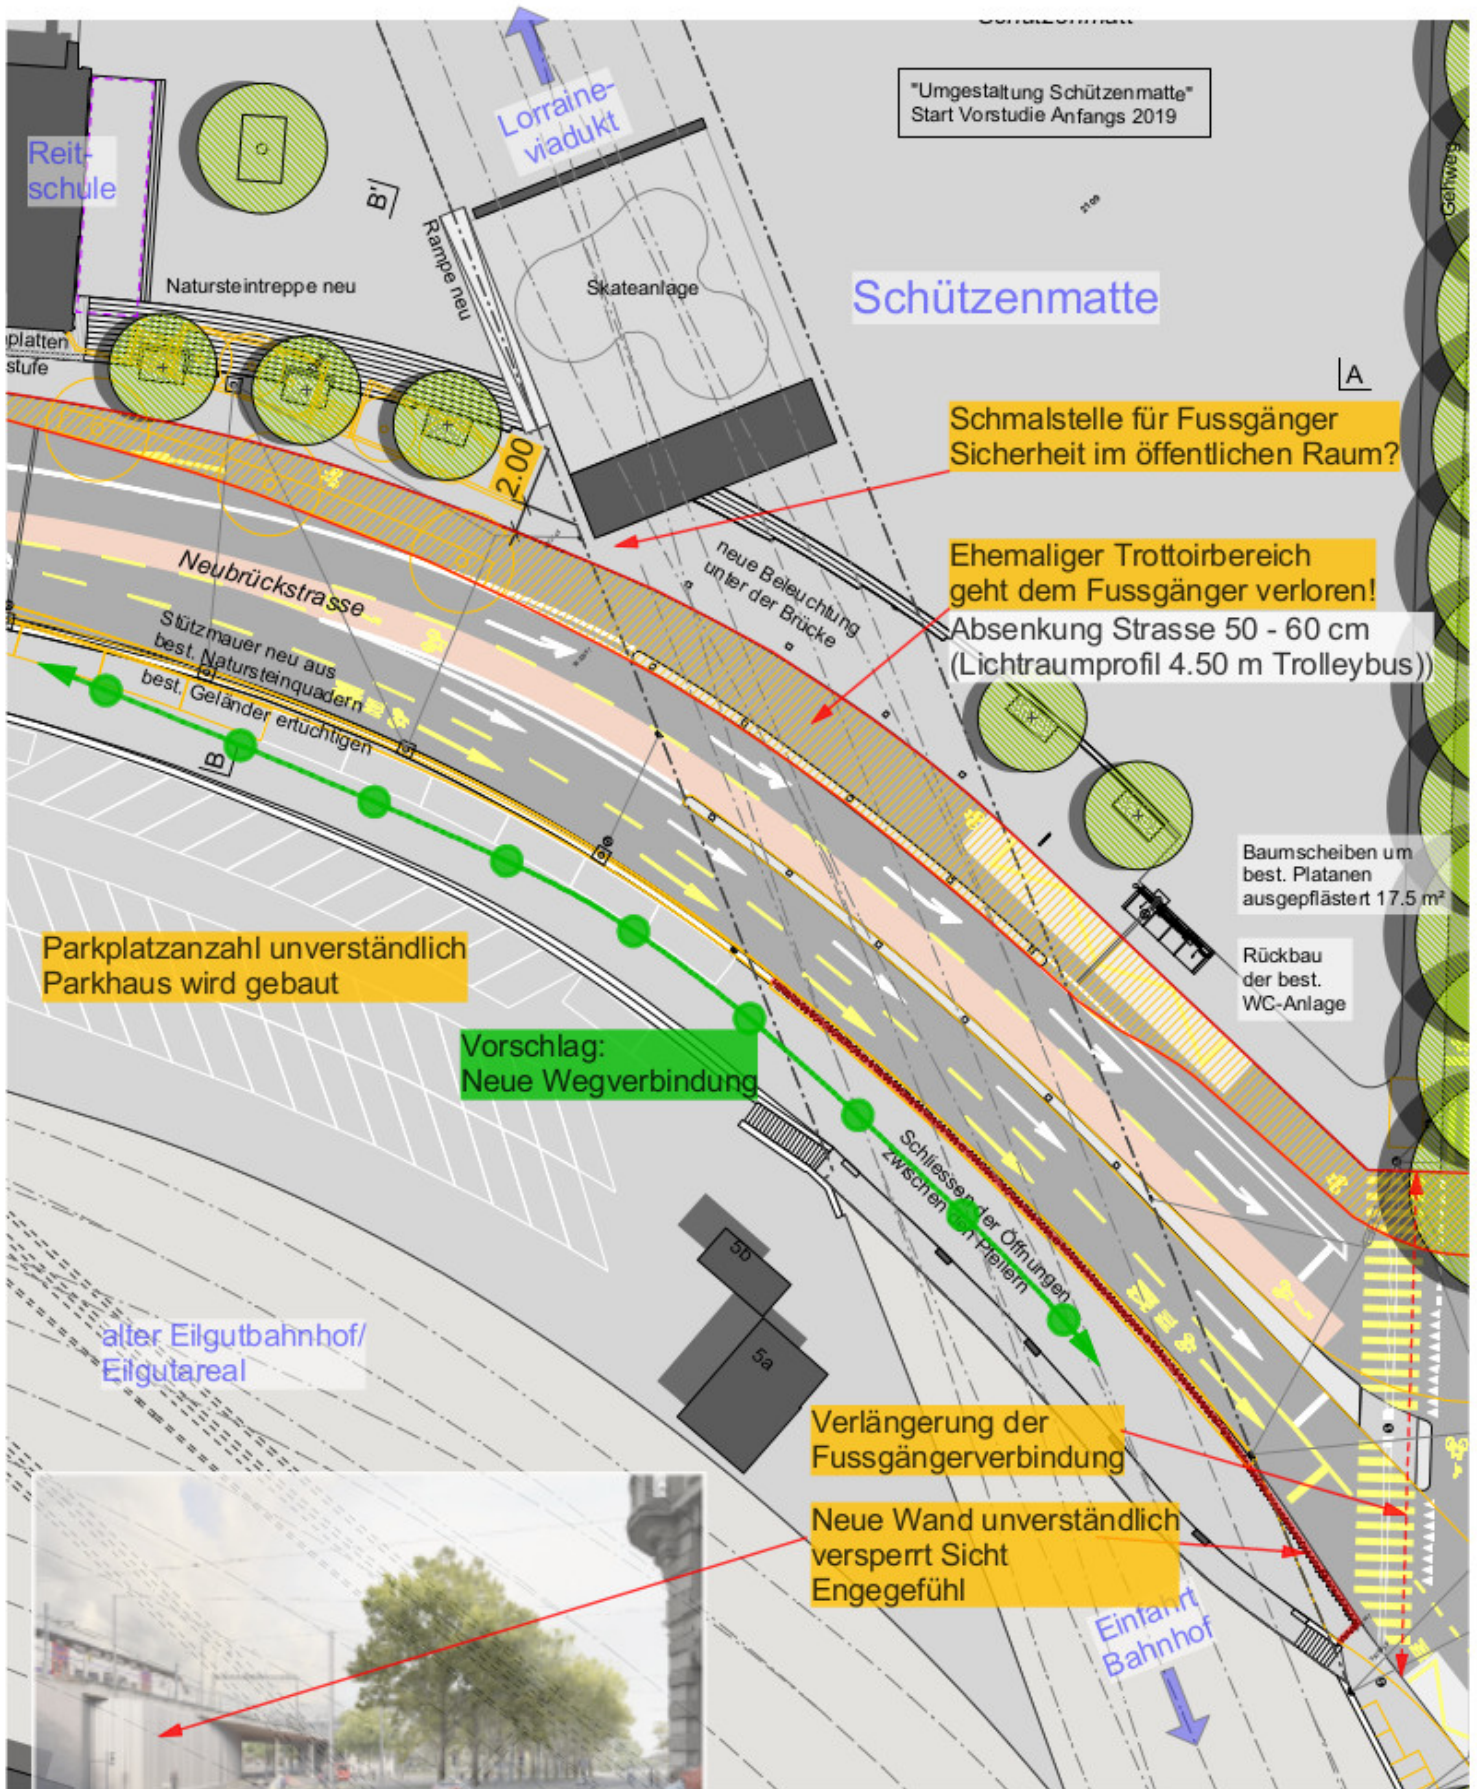 "Umgestaltung Schützenmatte"
Start Vorstudie Anfangs 2019
Lorraine-
viadukt
Reit-
schule
Gehweg
B'
2109
Rampe neu
Natursteintreppe neu
Skateanlage
Schützenmatte
platten
stufe
A
Schmalstelle für Fussgänger
Sicherheit im öffentlichen Raum?
2.00
neue Beleuchtung
unter der Brücke
Ehemaliger Trottoirbereich
geht dem Fussgänger verloren!
Absenkung Strasse 50 - 60 cm
(Lichtraumprofil 4.50 m Trolleybus))
Neubrückstrasse
Stützmauer neu aus
best. Natursteinquadern
best. Geländer ertüchtigen
B
Baumscheiben um
best. Platanen
ausgepflästert 17.5 m²
Parkplatzanzahl unverständlich
Parkhaus wird gebaut
Rückbau
der best.
WC-Anlage
Vorschlag:
Neue Wegverbindung
Schliessen der Öffnungen
zwischen den Pfeilern
5b
5a
alter Eilgutbahnhof/
Eilgutareal
Verlängerung der
Fussgängerverbindung
Neue Wand unverständlich
versperrt Sicht
Engegefühl
Einfahrt
Bahnhof